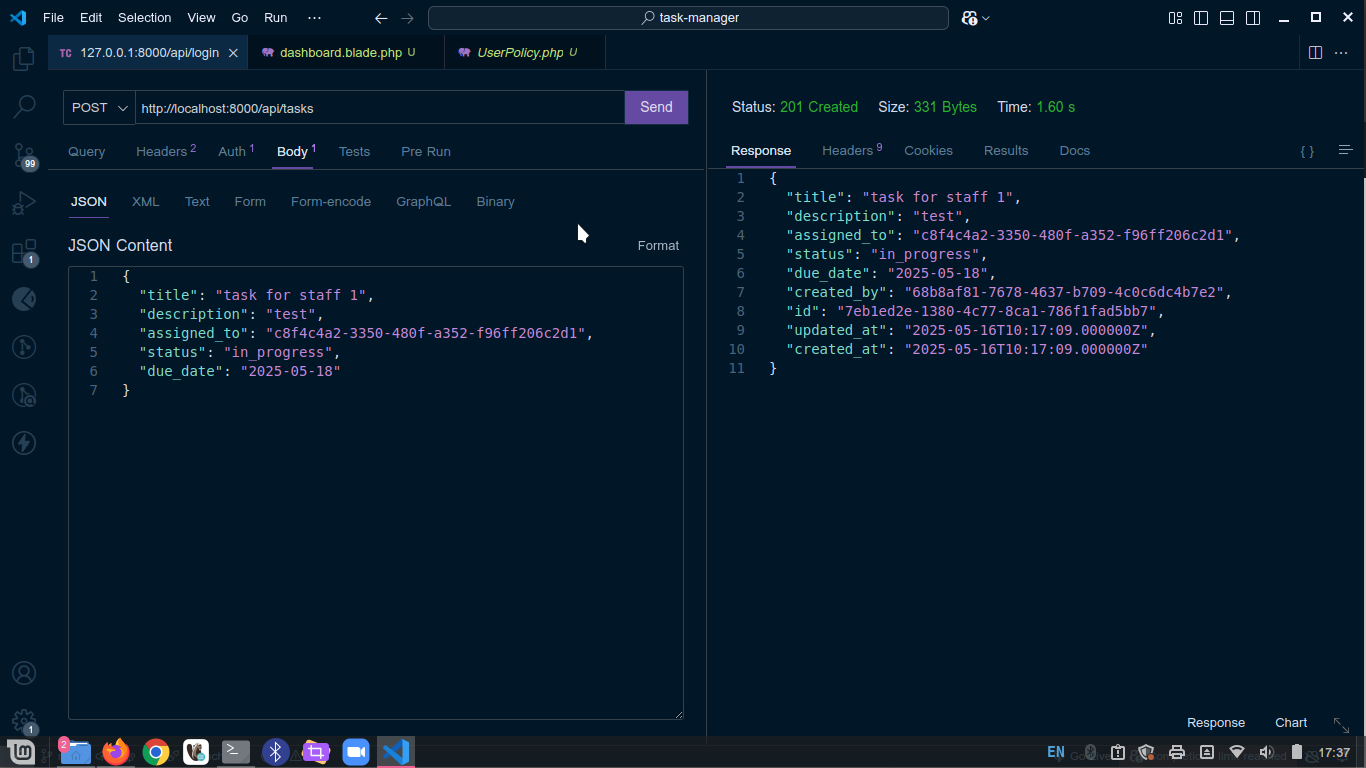 File Edit Selection View Go Run ··· task-manager
TC 127.0.0.1:8000/api/login dashboard.blade.php U UserPolicy.php U
POST http://localhost:8000/api/tasks Send
Status: 201 Created Size: 331 Bytes Time: 1.60 s
Query Headers 2 Auth 1 Body 1 Tests Pre Run
Response Headers 9 Cookies Results Docs { }
99
JSON XML Text Form Form-encode GraphQL Binary
JSON Content Format
1 {
2 "title": "task for staff 1",
3 "description": "test",
4 "assigned_to": "c8f4c4a2-3350-480f-a352-f96ff206c2d1",
5 "status": "in_progress",
6 "due_date": "2025-05-18"
7 }
1 {
2 "title": "task for staff 1",
3 "description": "test",
4 "assigned_to": "c8f4c4a2-3350-480f-a352-f96ff206c2d1",
5 "status": "in_progress",
6 "due_date": "2025-05-18",
7 "created_by": "68b8af81-7678-4637-b709-4c0c6dc4b7e2",
8 "id": "7eb1ed2e-1380-4c77-8ca1-786f1fad5bb7",
9 "updated_at": "2025-05-16T10:17:09.000000Z",
10 "created_at": "2025-05-16T10:17:09.000000Z"
11 }
1
1
Response Chart
2 EN 17:37